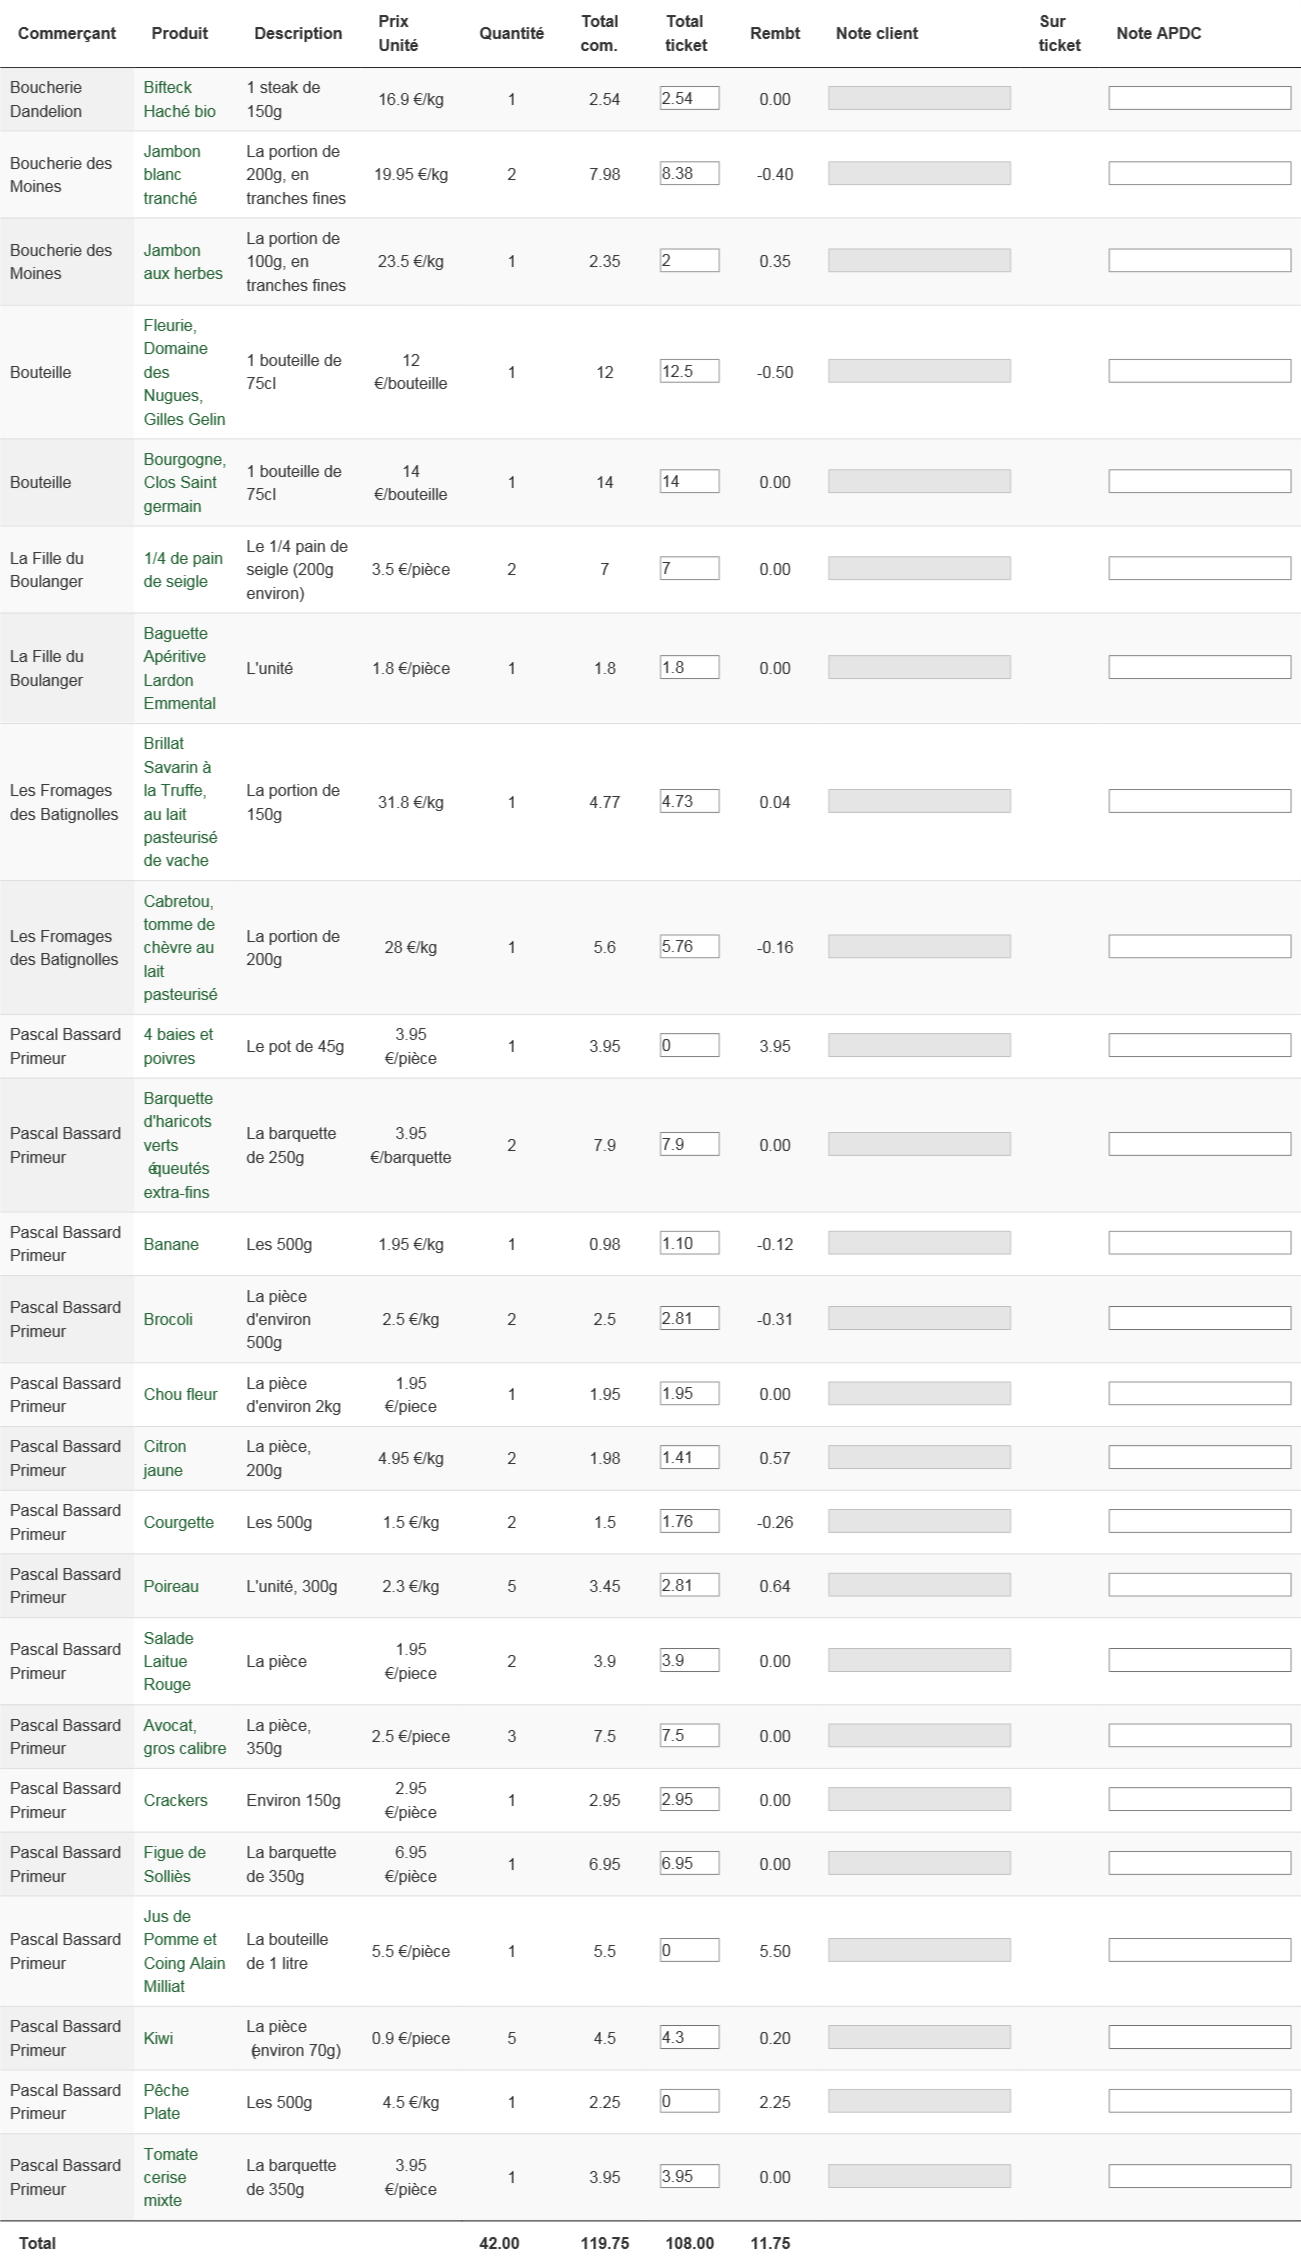 Commerçant Produit Description Prix Unité Quantité Total com. Total ticket Rembt Note client Sur ticket Note APDC
Boucherie Dandelion Bifteck Haché bio 1 steak de 150g 16.9 €/kg 1 2.54 2.54 0.00
Boucherie des Moines Jambon blanc tranché La portion de 200g, en tranches fines 19.95 €/kg 2 7.98 8.38 -0.40
Boucherie des Moines Jambon aux herbes La portion de 100g, en tranches fines 23.5 €/kg 1 2.35 2 0.35
Bouteille Fleurie, Domaine des Nugues, Gilles Gelin 1 bouteille de 75cl 12 €/bouteille 1 12 12.5 -0.50
Bouteille Bourgogne, Clos Saint germain 1 bouteille de 75cl 14 €/bouteille 1 14 14 0.00
La Fille du Boulanger 1/4 de pain de seigle Le 1/4 pain de seigle (200g environ) 3.5 €/pièce 2 7 7 0.00
La Fille du Boulanger Baguette Apéritive Lardon Emmental L'unité 1.8 €/pièce 1 1.8 1.8 0.00
Les Fromages des Batignolles Brillat Savarin à la Truffe, au lait pasteurisé de vache La portion de 150g 31.8 €/kg 1 4.77 4.73 0.04
Les Fromages des Batignolles Cabretou, tomme de chèvre au lait pasteurisé La portion de 200g 28 €/kg 1 5.6 5.76 -0.16
Pascal Bassard Primeur 4 baies et poivres Le pot de 45g 3.95 €/pièce 1 3.95 0 3.95
Pascal Bassard Primeur Barquette d'haricots verts équeutés extra-fins La barquette de 250g 3.95 €/barquette 2 7.9 7.9 0.00
Pascal Bassard Primeur Banane Les 500g 1.95 €/kg 1 0.98 1.10 -0.12
Pascal Bassard Primeur Brocoli La pièce d'environ 500g 2.5 €/kg 2 2.5 2.81 -0.31
Pascal Bassard Primeur Chou fleur La pièce d'environ 2kg 1.95 €/piece 1 1.95 1.95 0.00
Pascal Bassard Primeur Citron jaune La pièce, 200g 4.95 €/kg 2 1.98 1.41 0.57
Pascal Bassard Primeur Courgette Les 500g 1.5 €/kg 2 1.5 1.76 -0.26
Pascal Bassard Primeur Poireau L'unité, 300g 2.3 €/kg 5 3.45 2.81 0.64
Pascal Bassard Primeur Salade Laitue Rouge La pièce 1.95 €/piece 2 3.9 3.9 0.00
Pascal Bassard Primeur Avocat, gros calibre La pièce, 350g 2.5 €/piece 3 7.5 7.5 0.00
Pascal Bassard Primeur Crackers Environ 150g 2.95 €/pièce 1 2.95 2.95 0.00
Pascal Bassard Primeur Figue de Solliès La barquette de 350g 6.95 €/pièce 1 6.95 6.95 0.00
Pascal Bassard Primeur Jus de Pomme et Coing Alain Milliat La bouteille de 1 litre 5.5 €/pièce 1 5.5 0 5.50
Pascal Bassard Primeur Kiwi La pièce (environ 70g) 0.9 €/piece 5 4.5 4.3 0.20
Pascal Bassard Primeur Pêche Plate Les 500g 4.5 €/kg 1 2.25 0 2.25
Pascal Bassard Primeur Tomate cerise mixte La barquette de 350g 3.95 €/pièce 1 3.95 3.95 0.00
Total 42.00 119.75 108.00 11.75